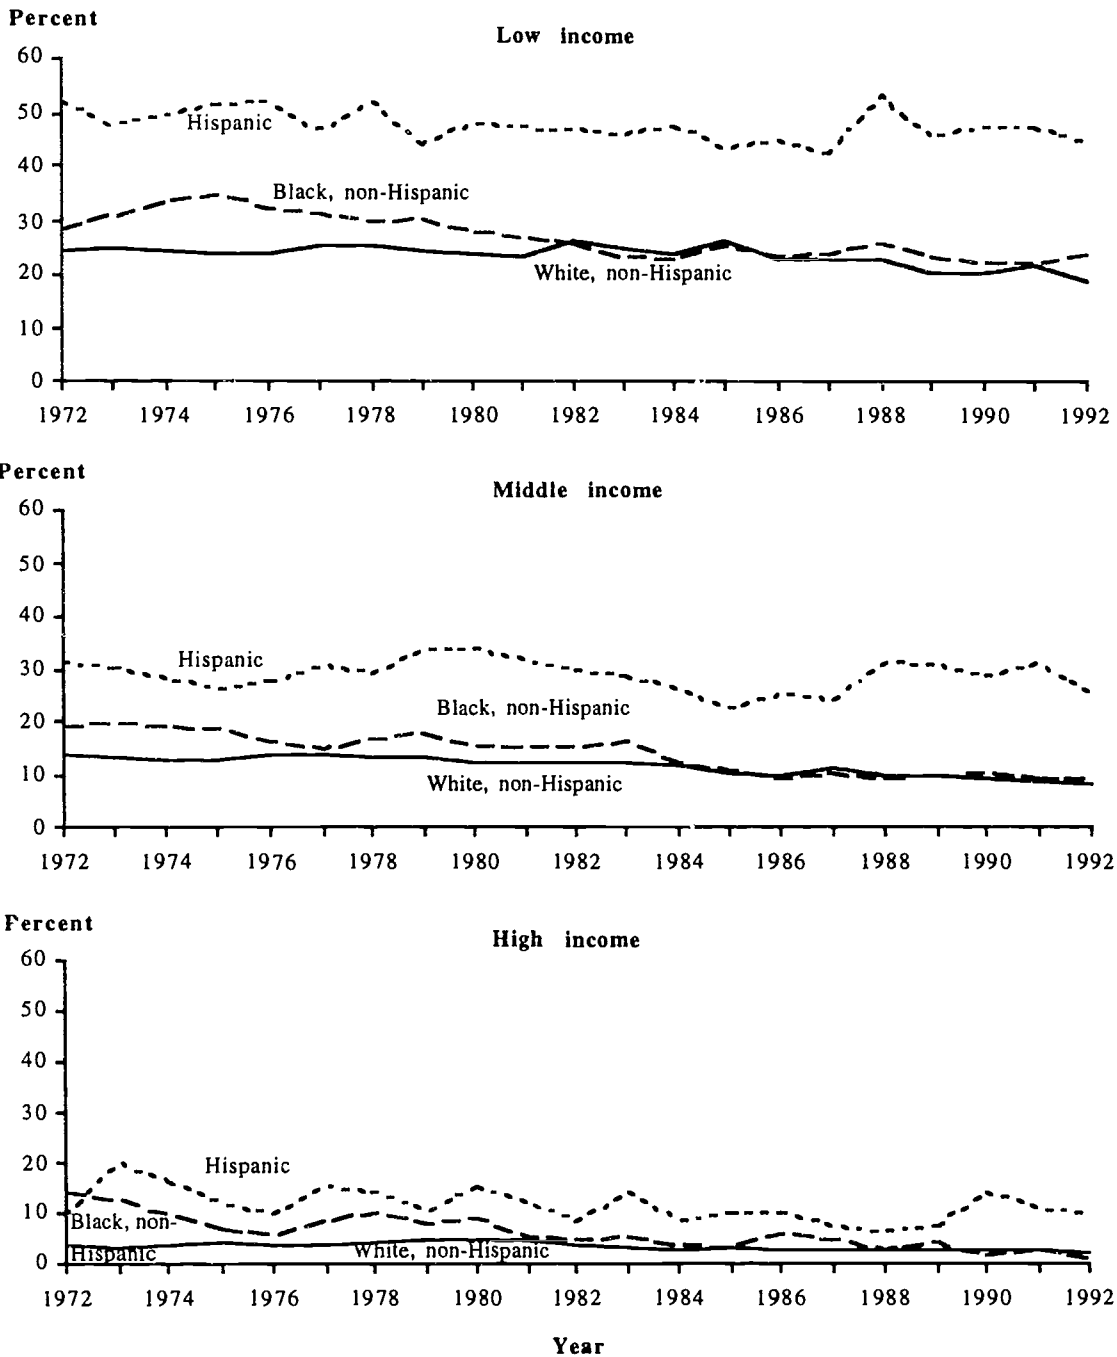 Percent
Low income
60
50
Hispanic
40
Black, non-Hispanic
30
20
White, non-Hispanic
10
0
1972 1974 1976 1978 1980 1982 1984 1986 1988 1990 1992
Percent
Middle income
60
50
40
30
Hispanic
20
Black, non-Hispanic
10
White, non-Hispanic
0
1972 1974 1976 1978 1980 1982 1984 1986 1988 1990 1992
Percent
High income
60
50
40
30
20
Hispanic
10
Black, non-
Hispanic
White, non-Hispanic
0
1972 1974 1976 1978 1980 1982 1984 1986 1988 1990 1992
Year